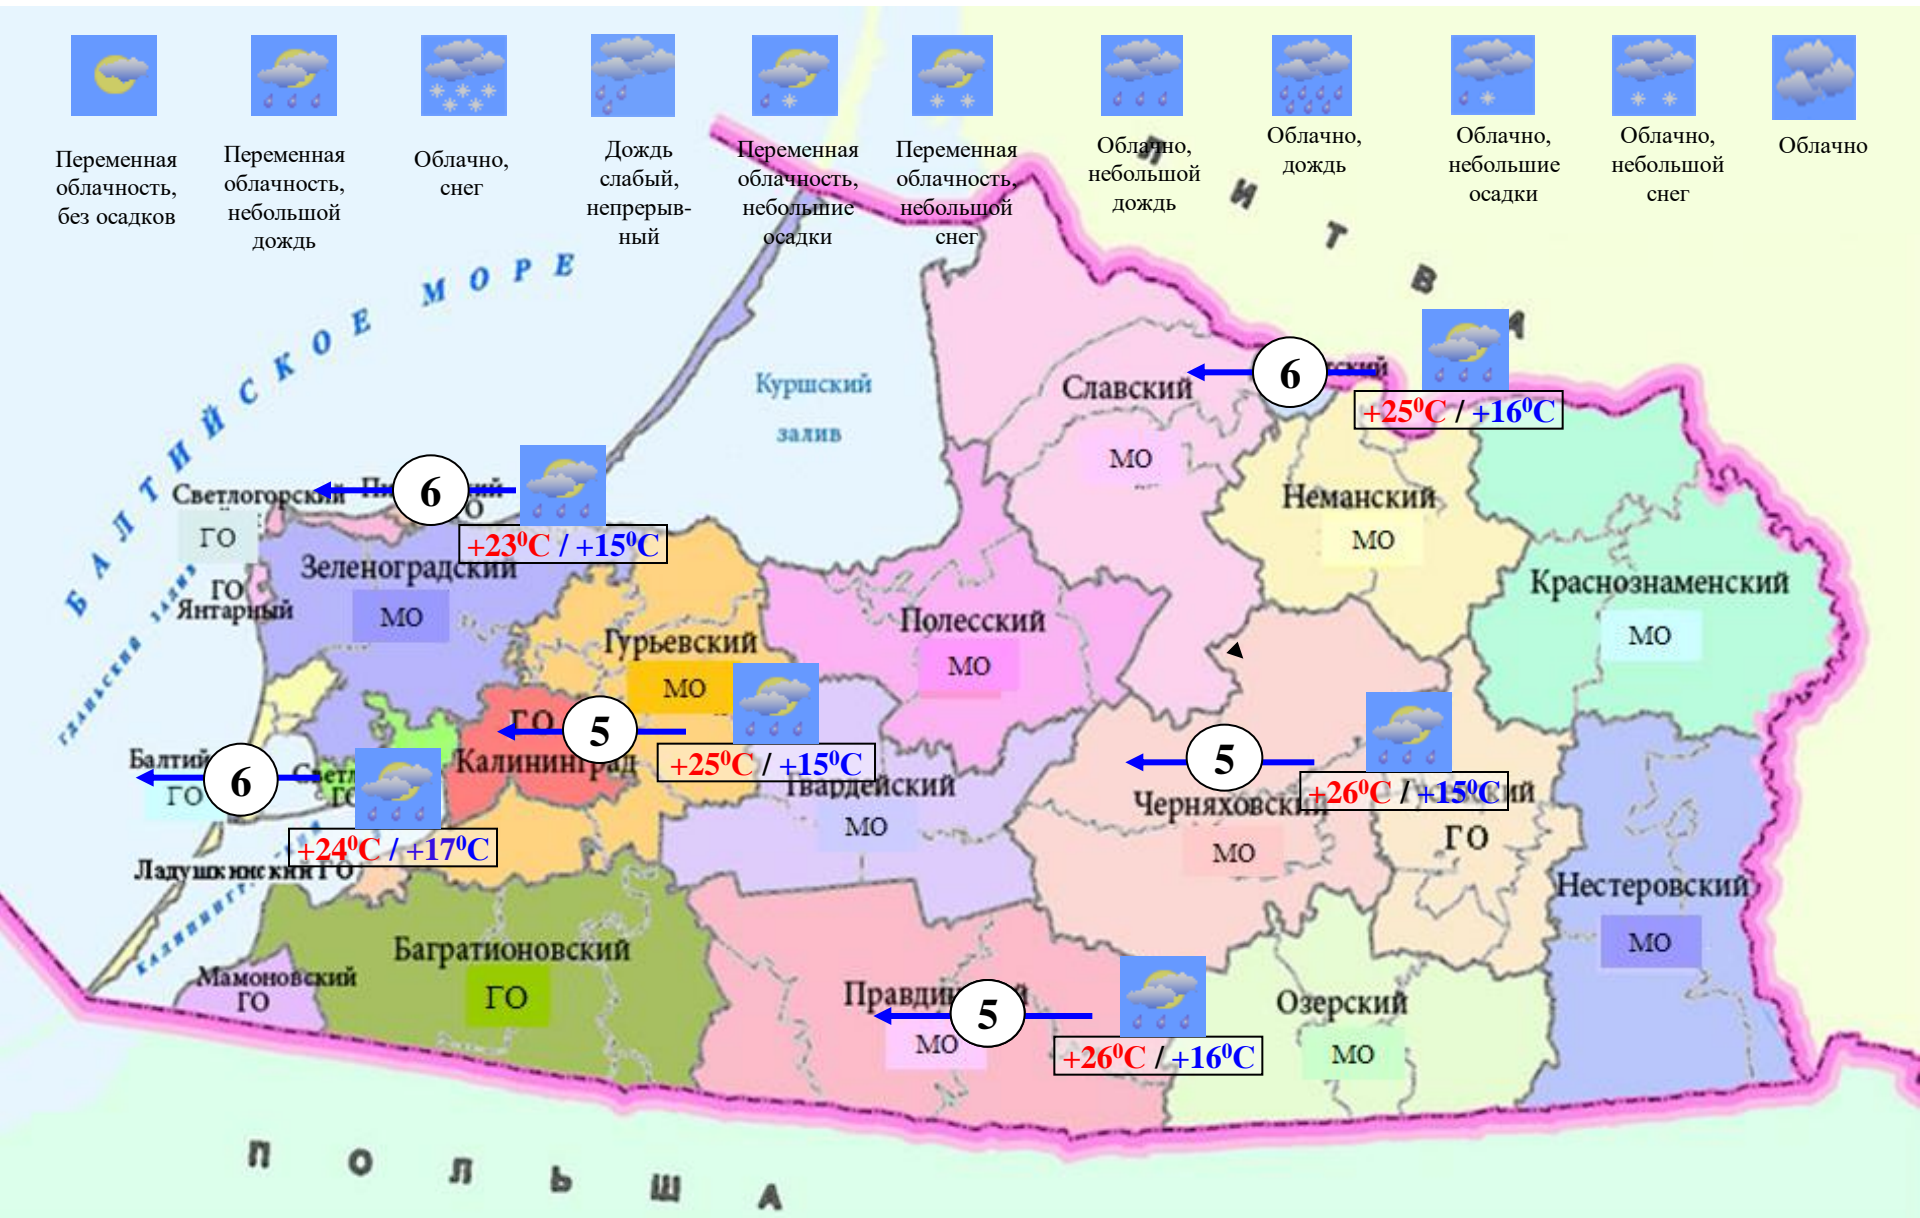 Переменная
облачность,
без осадков
Переменная
облачность,
небольшой
дождь
Облачно,
снег
Дождь
слабый,
непрерыв-
ный
Переменная
облачность,
небольшие
осадки
Переменная
облачность,
небольшой
снег
Облачно,
небольшой
дождь
Облачно,
дождь
Облачно,
небольшие
осадки
Облачно,
небольшой
снег
Облачно
ЛИТВА
БАЛТИЙСКОЕ МОРЕ
Куршский
залив
Славский
МО
6
+25⁰С / +16⁰С
Светлогорский
ГО
6
+23⁰С / +15⁰С
Неманский
МО
Краснознаменский
МО
Зеленоградский
МО
ГО
Янтарный
ГДАНЬСКИЙ ЗАЛИВ
Гурьевский
МО
Полесский
МО
ГО
Калининград
5
+25⁰С / +15⁰С
Балтий
ГО
6
+24⁰С / +17⁰С
Гвардейский
МО
Черняховский
МО
5
+26⁰С / +15⁰С
ГО
Ладушкинский ГО
Нестеровский
МО
Багратионовский
ГО
Мамоновский
ГО
МО
5
+26⁰С / +16⁰С
Озерский
МО
ПОЛЬША